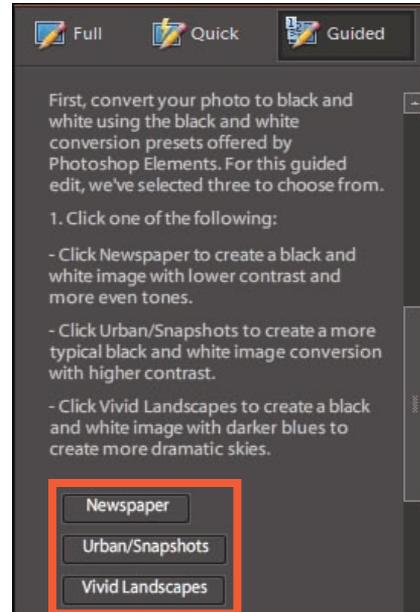 Full Quick Guided
First, convert your photo to black and
white using the black and white
conversion presets offered by
Photoshop Elements. For this guided
edit, we've selected three to choose from.
1. Click one of the following:
- Click Newspaper to create a black and
white image with lower contrast and
more even tones.
- Click Urban/Snapshots to create a more
typical black and white image conversion
with higher contrast.
- Click Vivid Landscapes to create a black
and white image with darker blues to
create more dramatic skies.
Newspaper
Urban/Snapshots
Vivid Landscapes